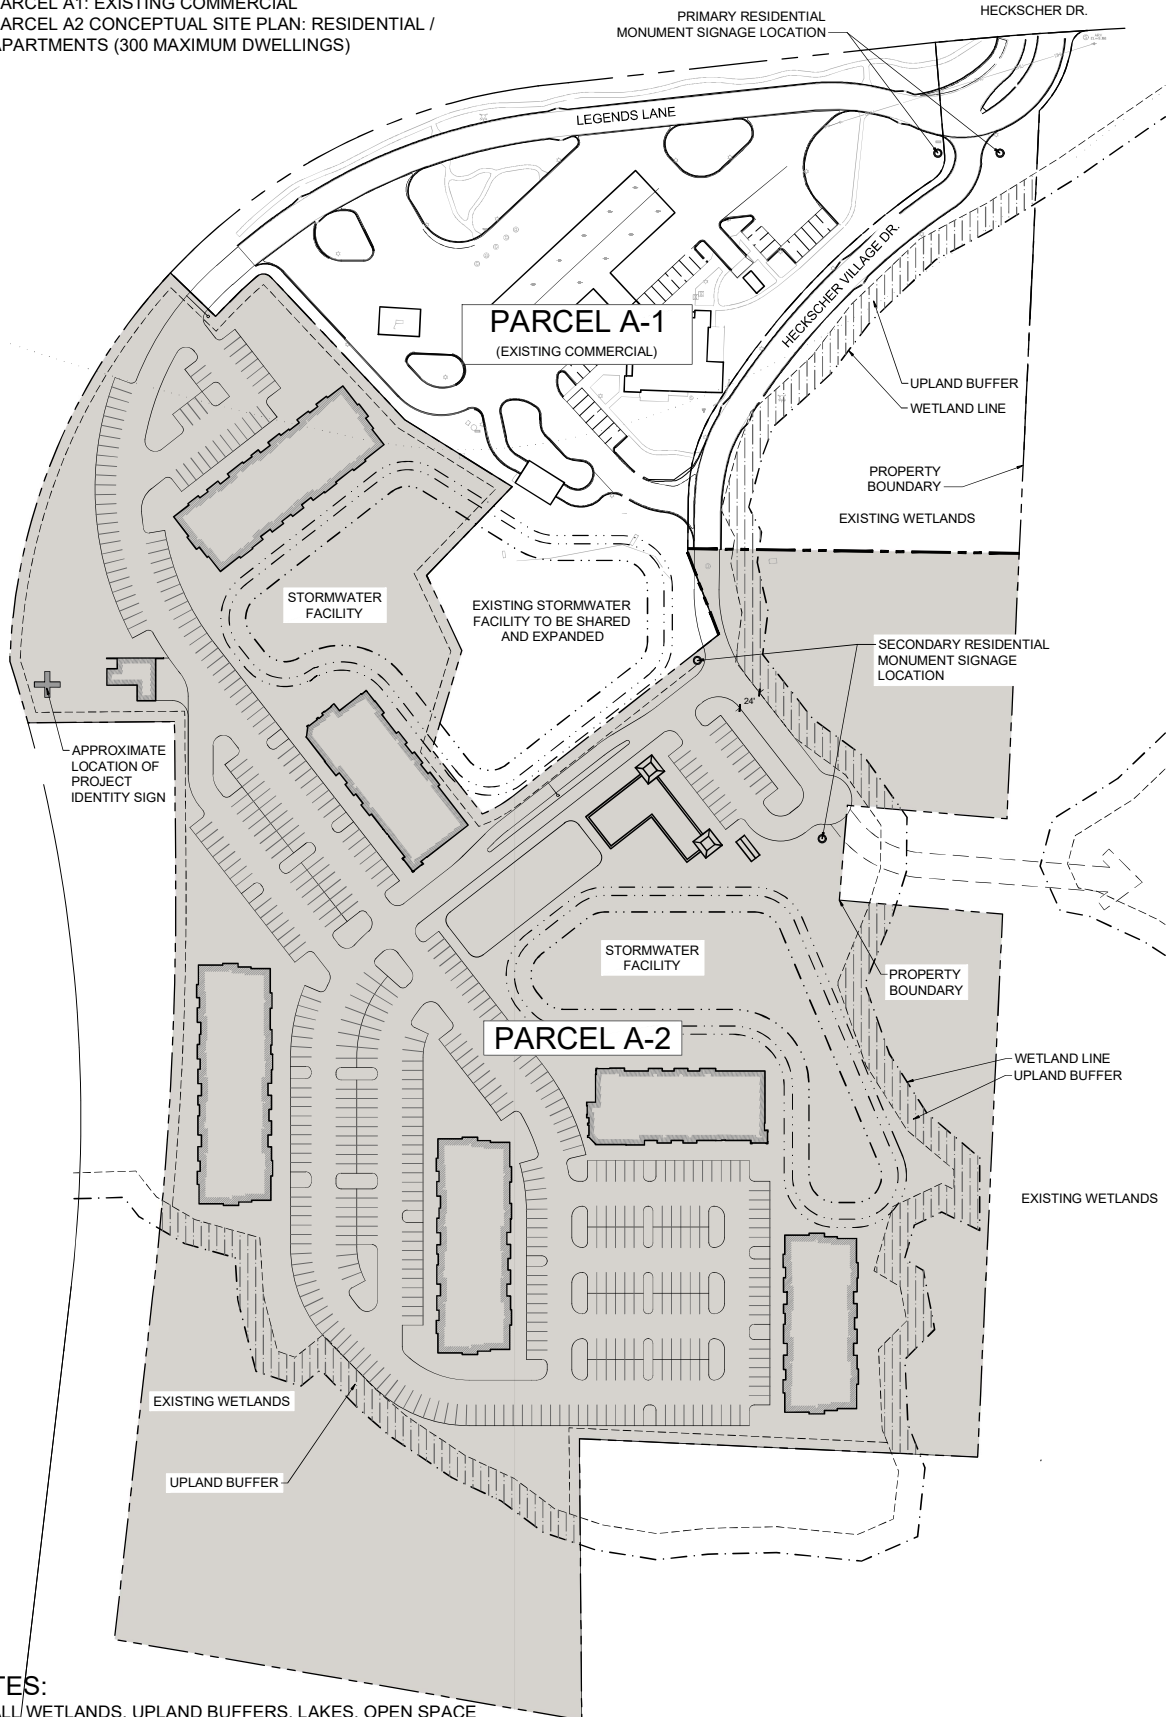 ARCEL A1: EXISTING COMMERCIAL
ARCEL A2 CONCEPTUAL SITE PLAN: RESIDENTIAL /
APARTMENTS (300 MAXIMUM DWELLINGS)
PRIMARY RESIDENTIAL
MONUMENT SIGNAGE LOCATION
HECKSCHER DR.
LEGENDS LANE
HECKSCHER VILLAGE DR.
PARCEL A-1
(EXISTING COMMERCIAL)
UPLAND BUFFER
WETLAND LINE
PROPERTY
BOUNDARY
EXISTING WETLANDS
STORMWATER
FACILITY
EXISTING STORMWATER
FACILITY TO BE SHARED
AND EXPANDED
SECONDARY RESIDENTIAL
MONUMENT SIGNAGE
LOCATION
24'
APPROXIMATE
LOCATION OF
PROJECT
IDENTITY SIGN
STORMWATER
FACILITY
PROPERTY
BOUNDARY
PARCEL A-2
WETLAND LINE
UPLAND BUFFER
EXISTING WETLANDS
EXISTING WETLANDS
UPLAND BUFFER
TES:
ALL WETLANDS, UPLAND BUFFERS, LAKES, OPEN SPACE